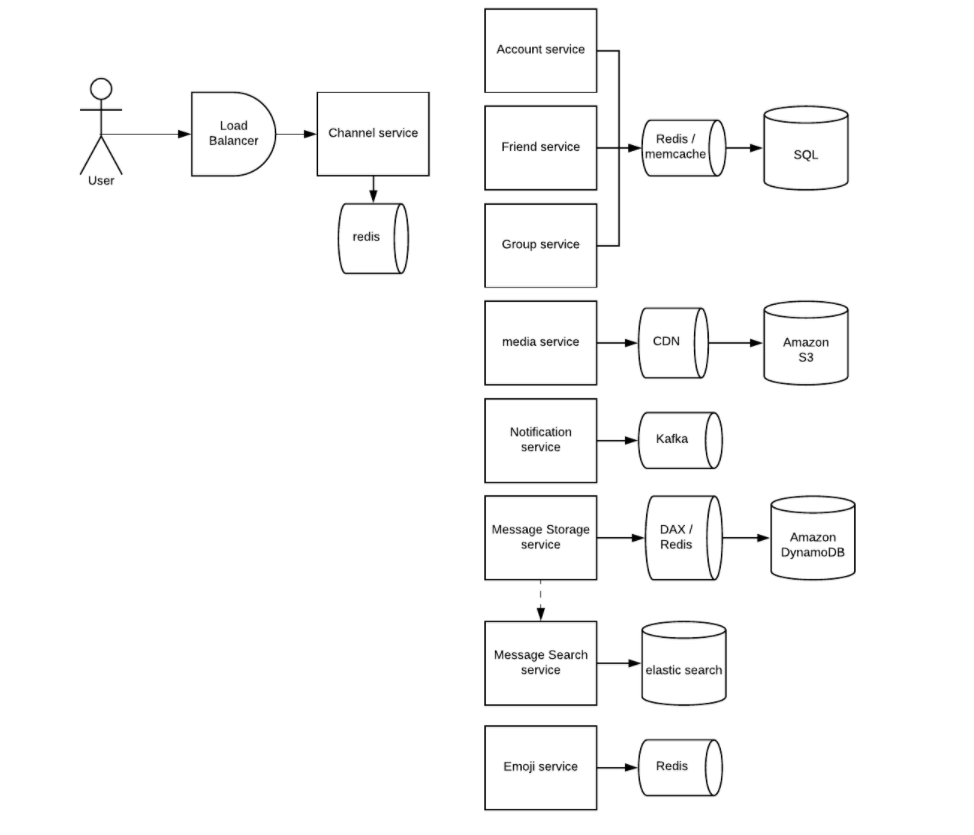 User
Load
Balancer
Channel service
redis
Account service
Friend service
Group service
Redis /
memcache
SQL
media service
CDN
Amazon
S3
Notification
service
Kafka
Message Storage
service
DAX /
Redis
Amazon
DynamoDB
Message Search
service
elastic search
Emoji service
Redis